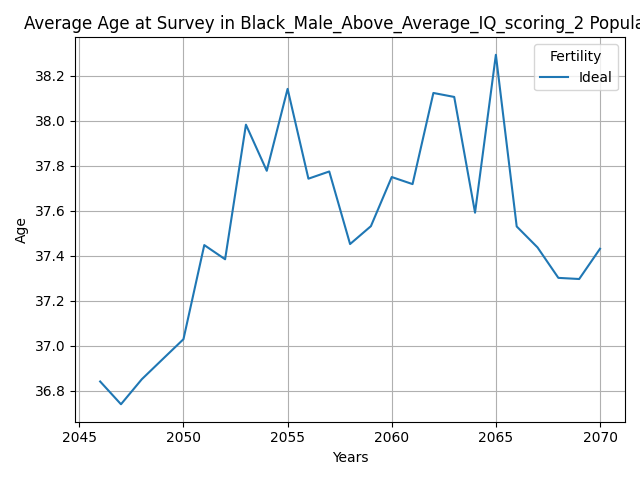 Average Age at Survey in Black_Male_Above_Average_IQ_scoring_2 Popula
Fertility
Ideal
38.2
38.0
37.8
37.6
37.4
37.2
37.0
36.8
Age
2045 2050 2055 2060 2065 2070
Years